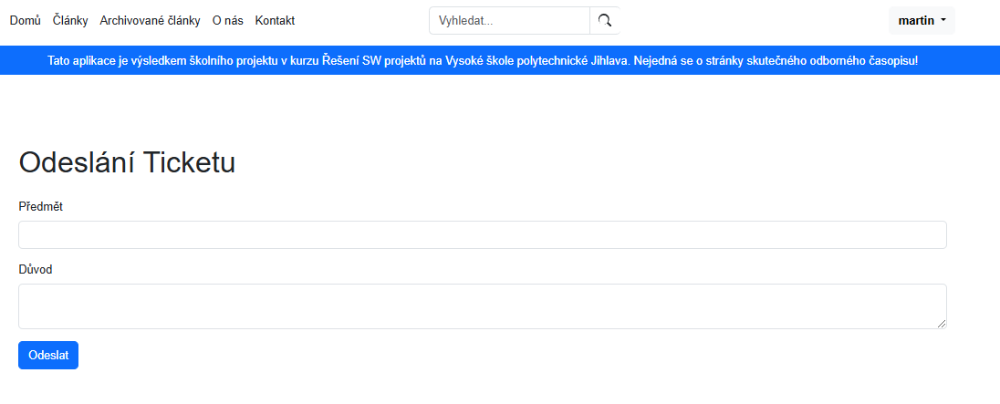 Domů Články Archivované články O nás Kontakt Vyhledat... martin
Tato aplikace je výsledkem školního projektu v kurzu Řešení SW projektů na Vysoké škole polytechnické Jihlava. Nejedná se o stránky skutečného odborného časopisu!
Odeslání Ticketu
Předmět
Důvod
Odeslat